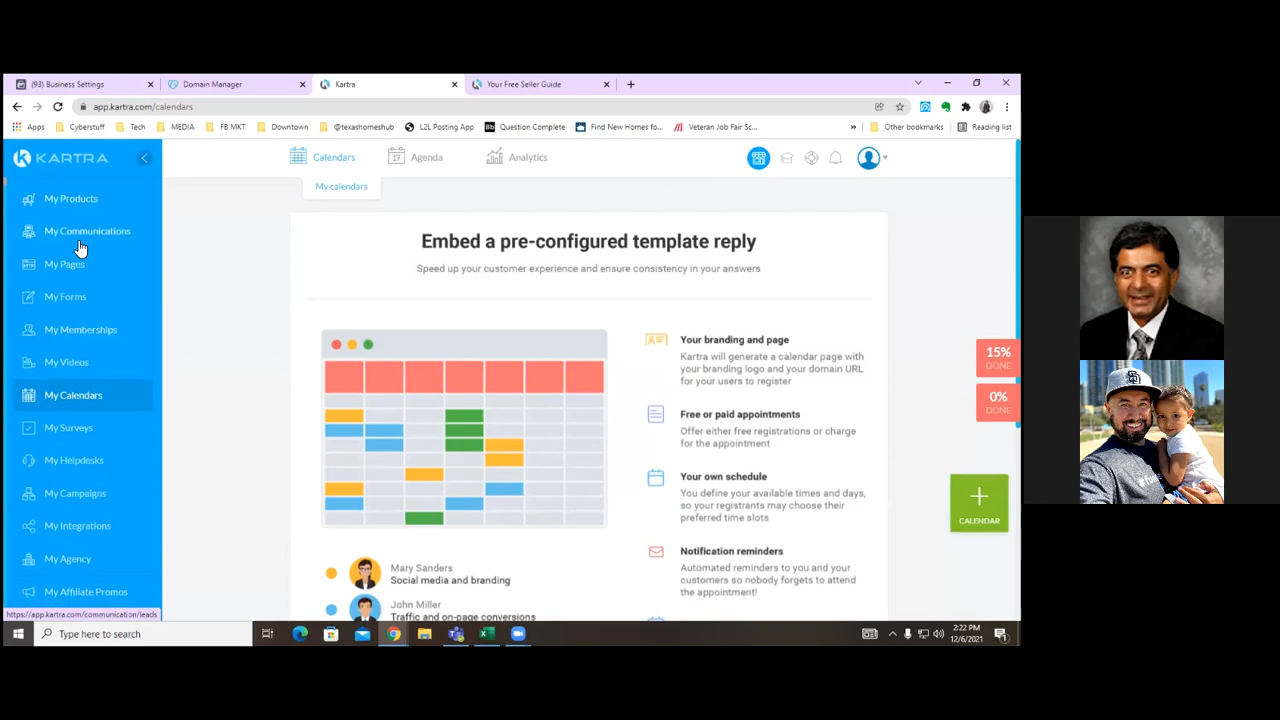 (93) Business Settings
Domain Manager
Kartra
Your Free Seller Guide
app.kartra.com/calendars
Apps
Cyberstuff
Tech
MEDIA
FB MKT
Downtown
@texashomeshub
L2L Posting App
Question Complete
Find New Homes fo...
Veteran Job Fair Sc...
»
Other bookmarks
Reading list
KARTRA
Calendars
17
Agenda
Analytics
My calendars
My Products
My Communications
My Pages
My Forms
My Memberships
My Videos
My Calendars
My Surveys
My Helpdesks
My Campaigns
My Integrations
My Agency
My Affiliate Promos
Embed a pre-configured template reply
Speed up your customer experience and ensure consistency in your answers
Your branding and page
Kartra will generate a calendar page with
your branding logo and your domain URL
for your users to register
Free or paid appointments
Offer either free registrations or charge
for the appointment
Your own schedule
You define your available times and days,
so your registrants may choose their
preferred time slots
Notification reminders
Automated reminders to you and your
customers so nobody forgets to attend
the appointment!
Mary Sanders
Social media and branding
John Miller
Traffic and on-page conversions
15%
DONE
0%
DONE
CALENDAR
https://app.kartra.com/communication/leads
Type here to search
2:22 PM
12/6/2021